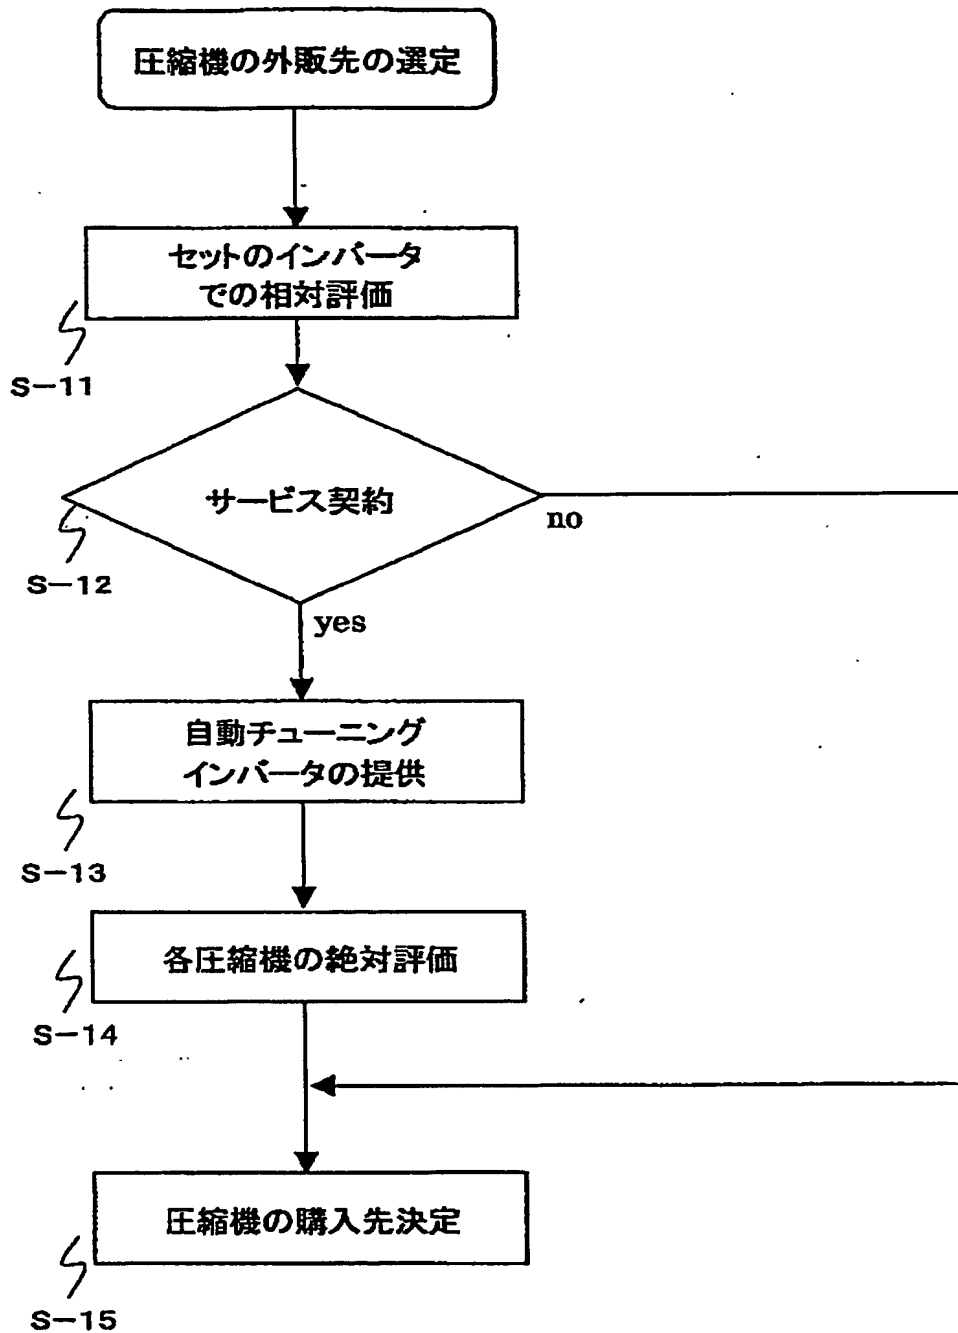 圧縮機の外販先の選定
セットのインバータ
での相対評価
S-11
サービス契約
no
S-12
yes
自動チューニング
インバータの提供
S-13
各圧縮機の絶対評価
S-14
圧縮機の購入先決定
S-15